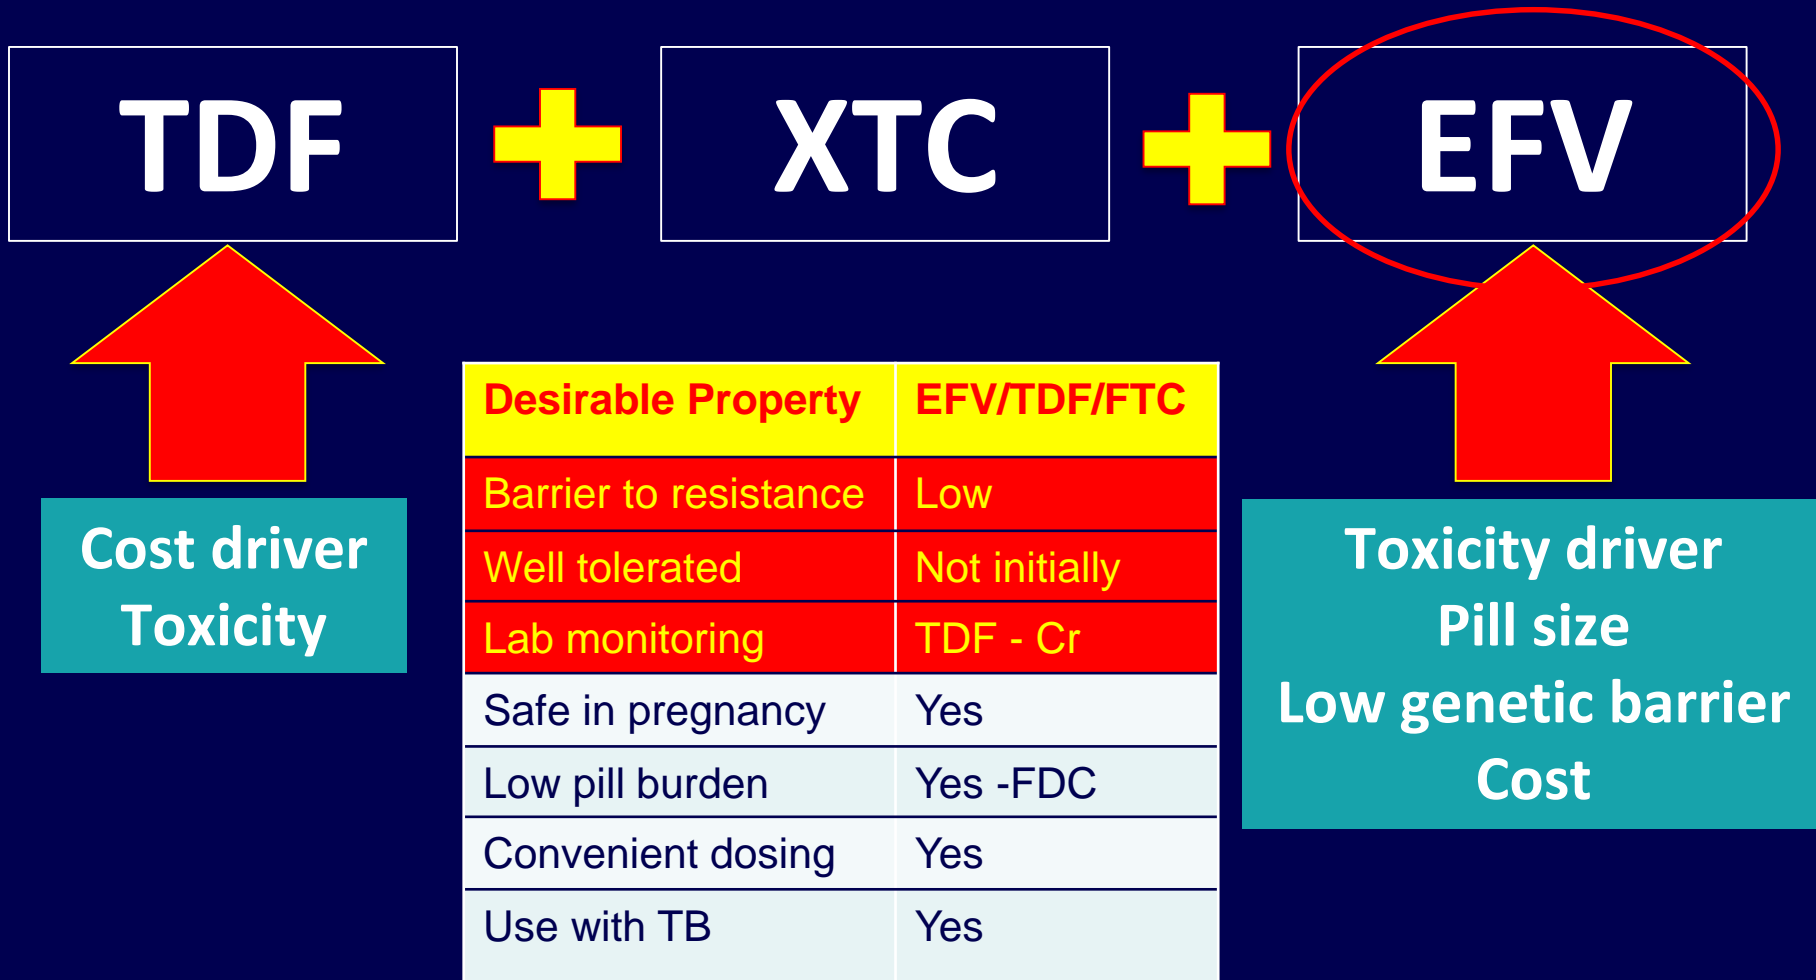 TDF
XTC
EFV
Cost driver
Toxicity
Desirable Property EFV/TDF/FTC
Barrier to resistance Low
Well tolerated Not initially
Lab monitoring TDF - Cr
Safe in pregnancy Yes
Low pill burden Yes -FDC
Convenient dosing Yes
Use with TB Yes
Toxicity driver
Pill size
Low genetic barrier
Cost